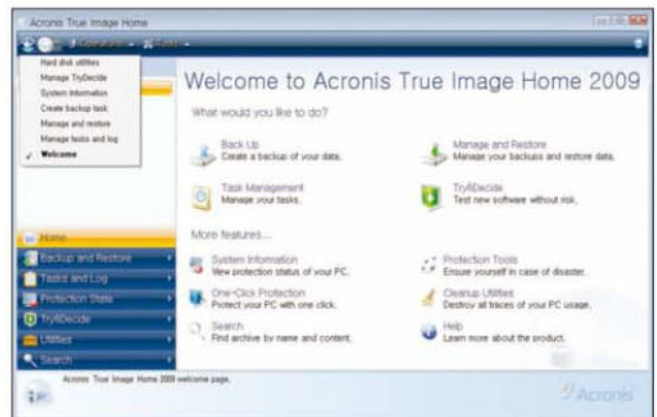 Acronis True Image Home
Operations
Tools
Hard disk utilities
Manage Try&Decide
System Information
Create backup task
Manage and restore
Manage tasks and log
Welcome
Home
Backup and Restore
Tasks and Log
Protection State
Try&Decide
Utilities
Search
Welcome to Acronis True Image Home 2009
What would you like to do?
Back Up
Create a backup of your data.
Manage and Restore
Manage your backups and restore data.
Task Management
Manage your tasks.
Try&Decide
Test new software without risk.
More features...
System Information
View protection status of your PC.
Protection Tools
Ensure yourself in case of disaster.
One-Click Protection
Protect your PC with one click.
Cleanup Utilities
Destroy all traces of your PC usage.
Search
Find archive by name and content.
Help
Learn more about the product.
Acronis True Image Home 2009 welcome page.
Acronis